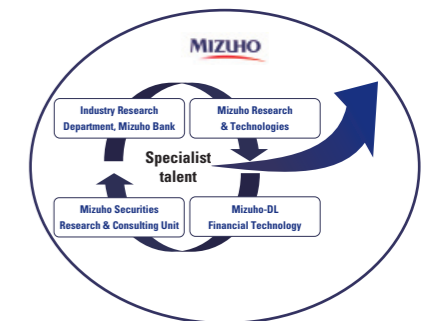 MIZUHO
Industry Research
Department, Mizuho Bank
Mizuho Research
& Technologies
Specialist
talent
Mizuho Securities
Research & Consulting Unit
Mizuho-DL
Financial Technology